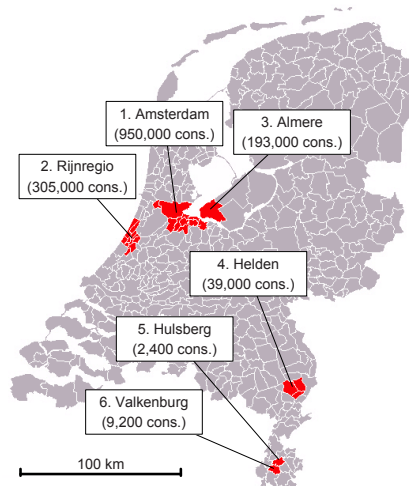 1. Amsterdam
(950,000 cons.)
3. Almere
(193,000 cons.)
2. Rijnregio
(305,000 cons.)
4. Helden
(39,000 cons.)
5. Hulsberg
(2,400 cons.)
6. Valkenburg
(9,200 cons.)
100 km